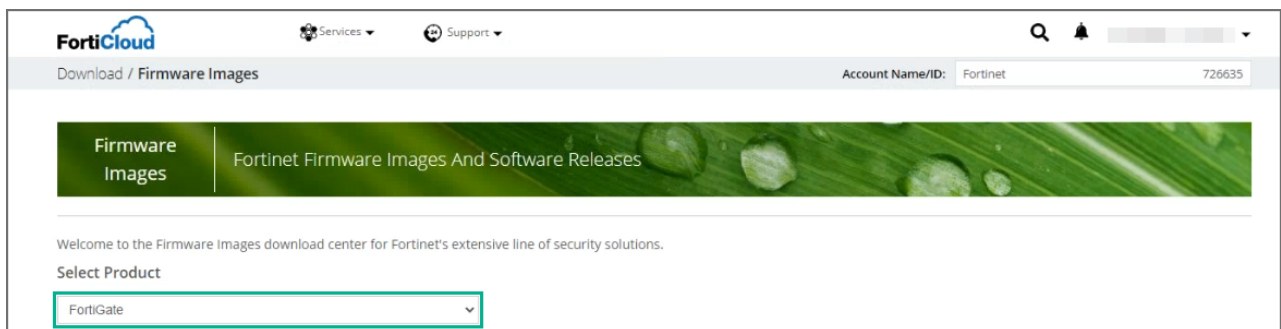 FortiCloud
Services
24
Support
Download / Firmware Images
Account Name/ID:
Fortinet
726635
Firmware
Images
Fortinet Firmware Images And Software Releases
Welcome to the Firmware Images download center for Fortinet's extensive line of security solutions.
Select Product
FortiGate